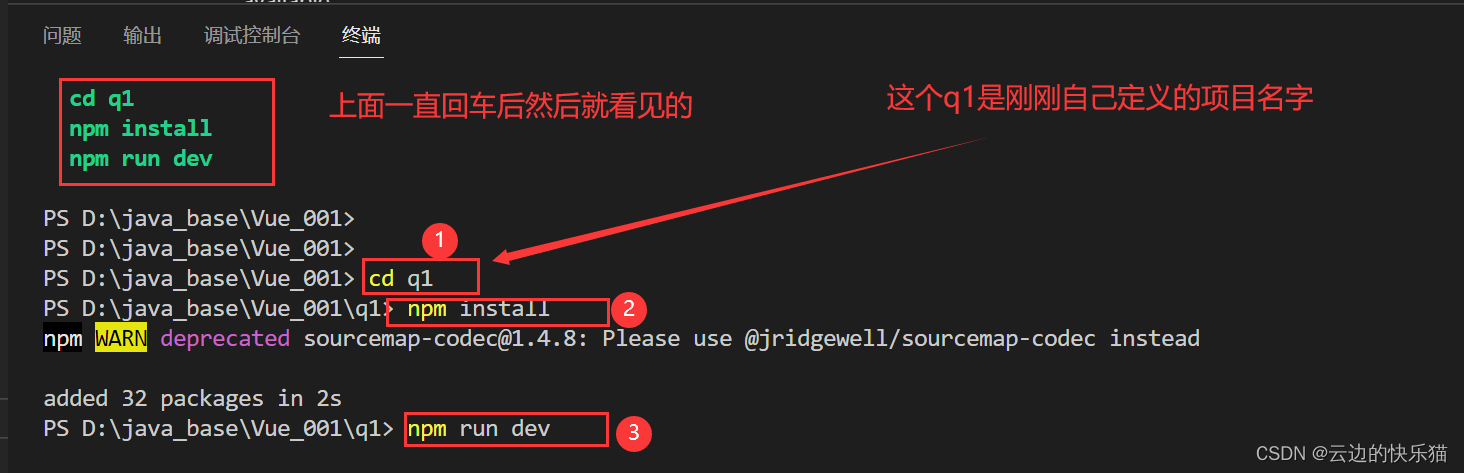 问题 输出 调试控制台 终端
cd q1
npm install
npm run dev
上面一直回车后然后就看见的
这个q1是刚刚自己定义的项目名字
PS D:\java_base\Vue_001>
PS D:\java_base\Vue_001>
1
PS D:\java_base\Vue_001> cd q1
PS D:\java_base\Vue_001\q1> npm install 2
npm WARN deprecated sourcemap-codec@1.4.8: Please use @jridgewell/sourcemap-codec instead
added 32 packages in 2s
PS D:\java_base\Vue_001\q1> npm run dev 3
CSDN @云边的快乐猫